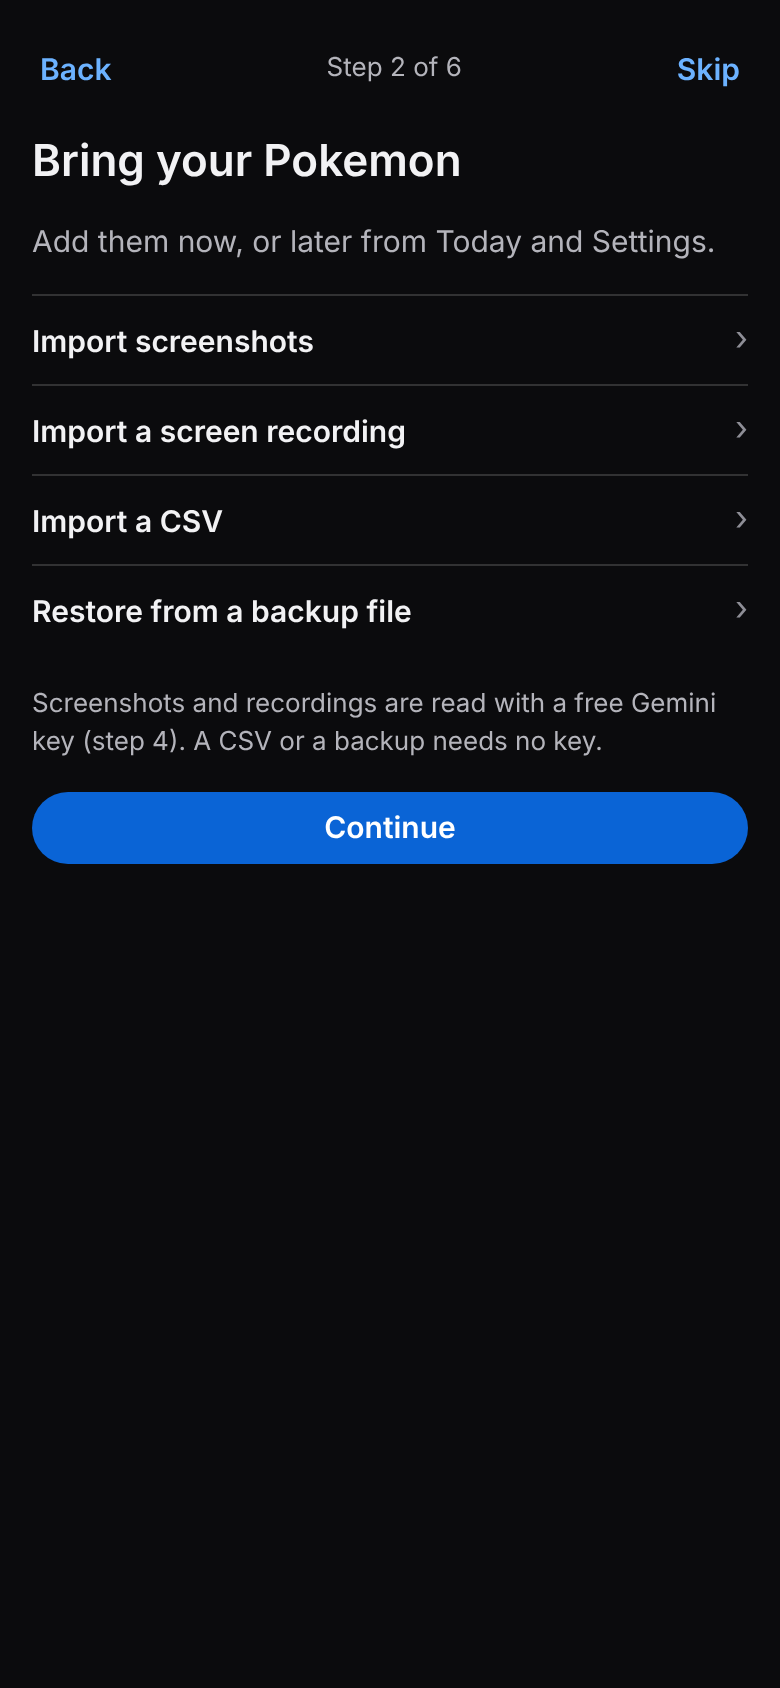 Back
Step 2 of 6
Skip
Bring your Pokemon
Add them now, or later from Today and Settings.
Import screenshots
Import a screen recording
Import a CSV
Restore from a backup file
Screenshots and recordings are read with a free Gemini
key (step 4). A CSV or a backup needs no key.
Continue